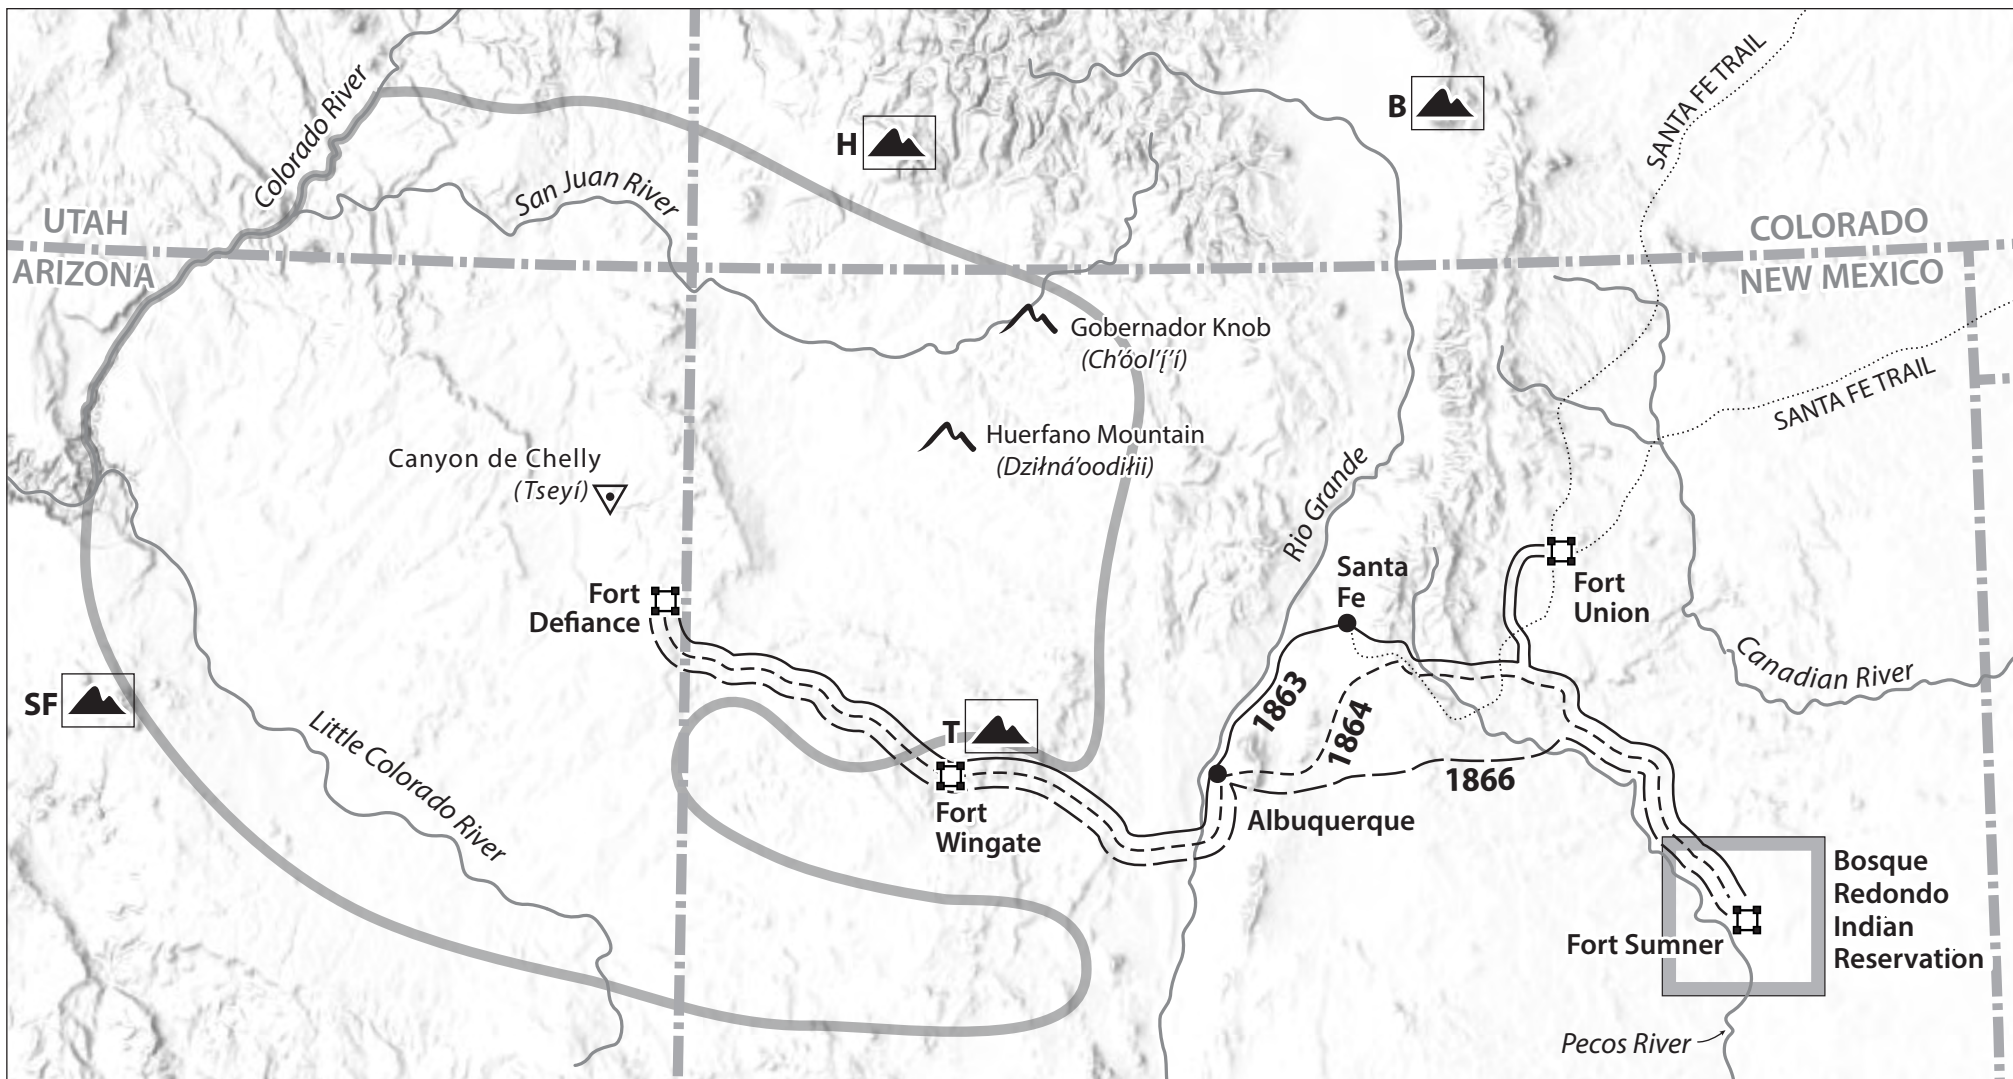 SANTA FE TRAIL
Colorado River
H
B
San Juan River
UTAH
ARIZONA
COLORADO
NEW MEXICO
Gobernador Knob
(Ch'óol'į́'í)
SANTA FE TRAIL
Huerfano Mountain
(Dziłná'oodiłii)
Canyon de Chelly
(Tseyí)
Rio Grande
Santa
Fe
Fort
Defiance
Fort
Union
Canadian River
SF
T
1863
1864
1866
Little Colorado River
Fort
Wingate
Albuquerque
Bosque
Redondo
Indian
Reservation
Fort Sumner
Pecos River